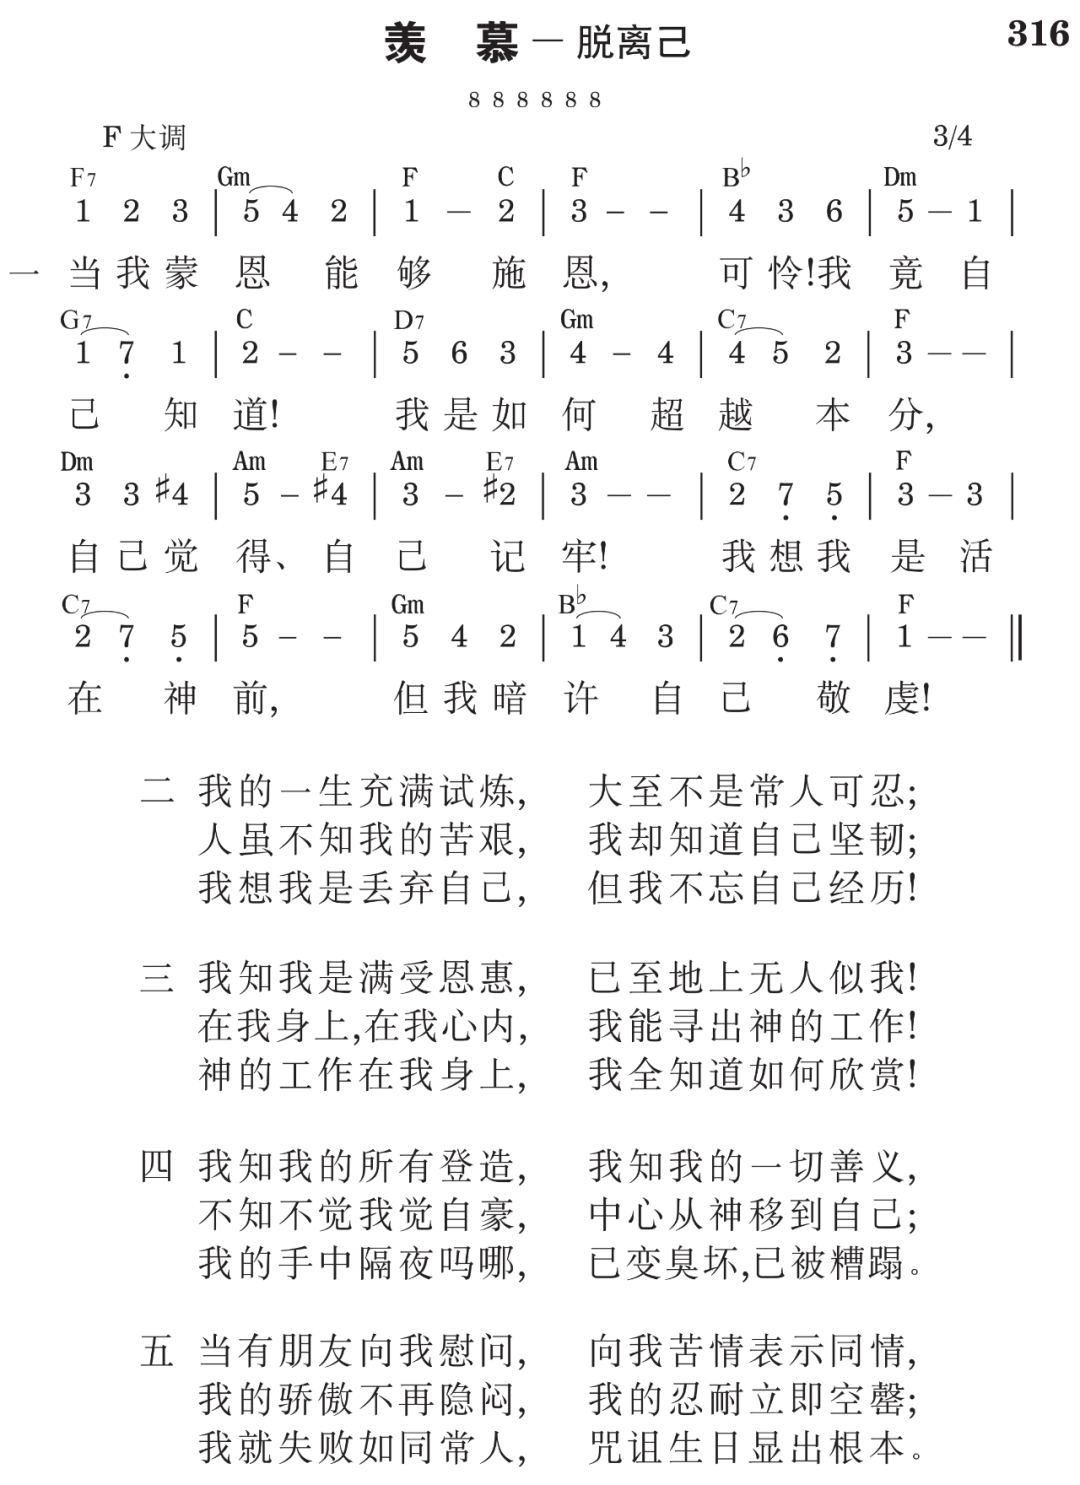 羡 慕 — 脱离己 316
8 8 8 8 8 8
F 大调 3/4
F7 Gm F C F B♭ Dm
1 2 3 | 5 4 2 | 1 – 2 | 3 – – | 4 3 6 | 5 – 1 |
一 当我蒙 恩 能 够 施 恩, 可怜!我 竟 自
G7 C D7 Gm C7 F
1 7̣ 1 | 2 – – | 5 6 3 | 4 – 4 | 4 5 2 | 3 – – |
己 知 道! 我是如 何 超 越 本 分,
Dm Am E7 Am E7 Am C7 F
3 3 ♯4 | 5 – ♯4 | 3 – ♯2 | 3 – – | 2 7̣ 5̣ | 3 – 3 |
自己觉 得、自 己 记 牢! 我想我 是 活
C7 F Gm B♭ C7 F
2 7̣ 5̣ | 5 – – | 5 4 2 | 1 4 3 | 2 6̣ 7̣ | 1 – – ‖
在 神 前, 但我暗 许 自 己 敬 虔!
二 我的一生充满试炼, 大至不是常人可忍;
人虽不知我的苦艰, 我却知道自己坚韧;
我想我是丢弃自己, 但我不忘自己经历!
三 我知我是满受恩惠, 已至地上无人似我!
在我身上,在我心内, 我能寻出神的工作!
神的工作在我身上, 我全知道如何欣赏!
四 我知我的所有登造, 我知我的一切善义,
不知不觉我觉自豪, 中心从神移到自己;
我的手中隔夜吗哪, 已变臭坏,已被糟蹋。
五 当有朋友向我慰问, 向我苦情表示同情,
我的骄傲不再隐闷, 我的忍耐立即空罄;
我就失败如同常人, 咒诅生日显出根本。